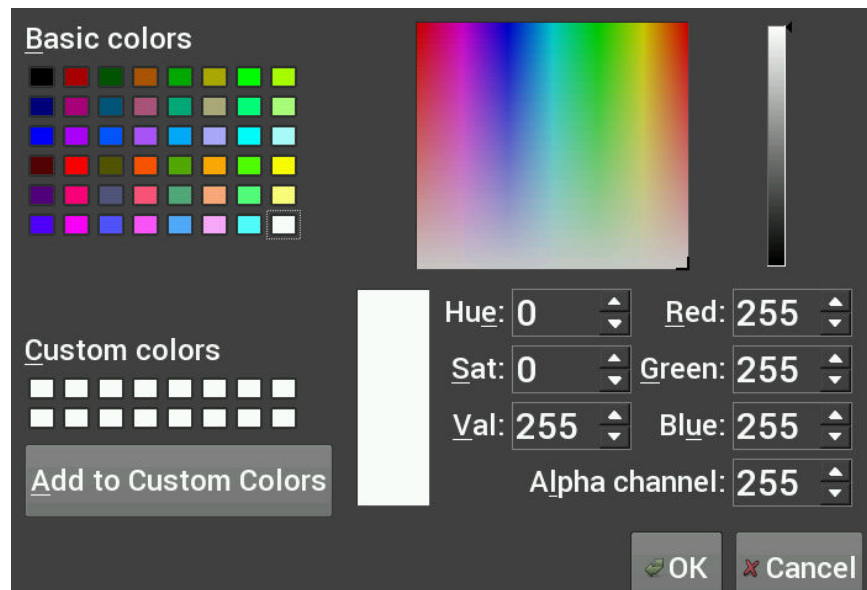 Basic colors
Hue: 0 Red: 255
Custom colors
Sat: 0 Green: 255
Val: 255 Blue: 255
Add to Custom Colors
Alpha channel: 255
OK Cancel